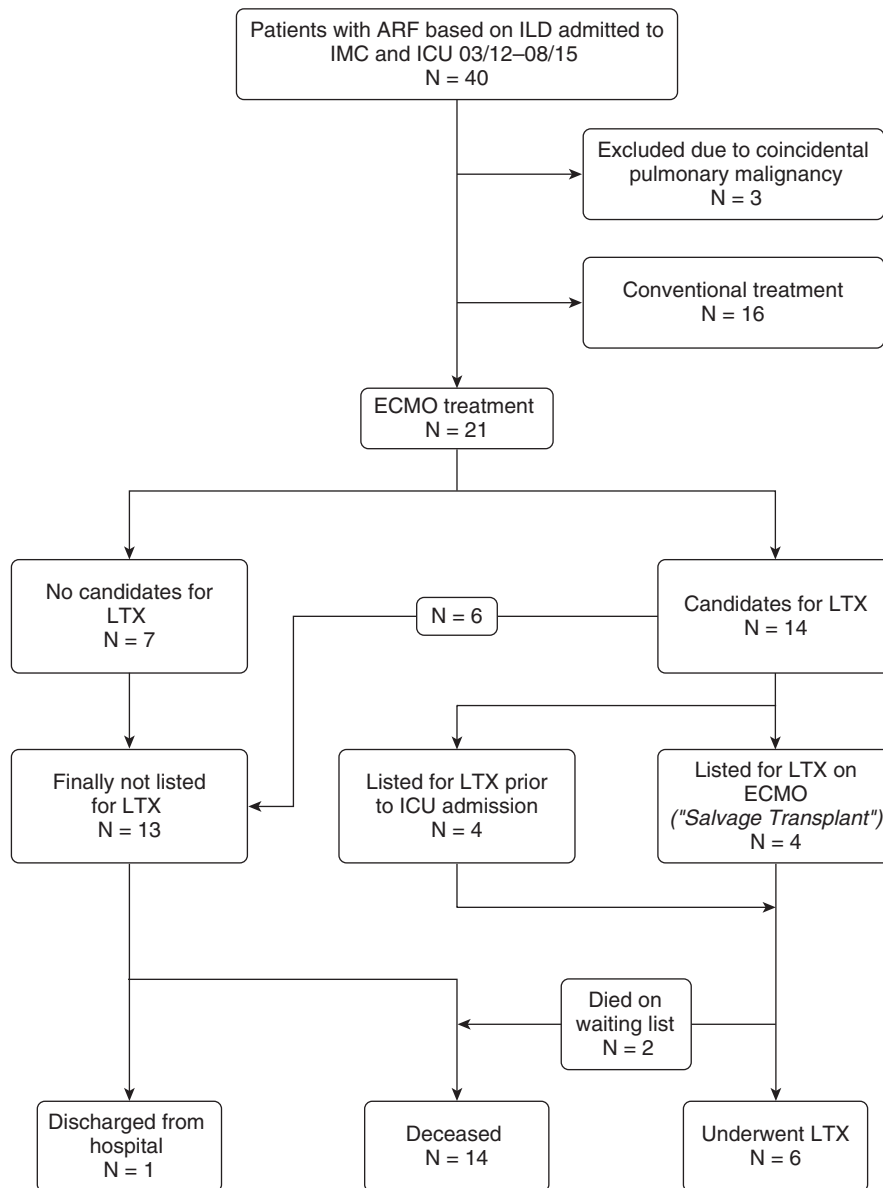 Patients with ARF based on ILD admitted to
IMC and ICU 03/12–08/15
N = 40
Excluded due to coincidental
pulmonary malignancy
N = 3
Conventional treatment
N = 16
ECMO treatment
N = 21
No candidates for
LTX
N = 7
N = 6
Candidates for LTX
N = 14
Finally not listed
for LTX
N = 13
Listed for LTX prior
to ICU admission
N = 4
Listed for LTX on
ECMO
("Salvage Transplant")
N = 4
Died on
waiting list
N = 2
Discharged from
hospital
N = 1
Deceased
N = 14
Underwent LTX
N = 6